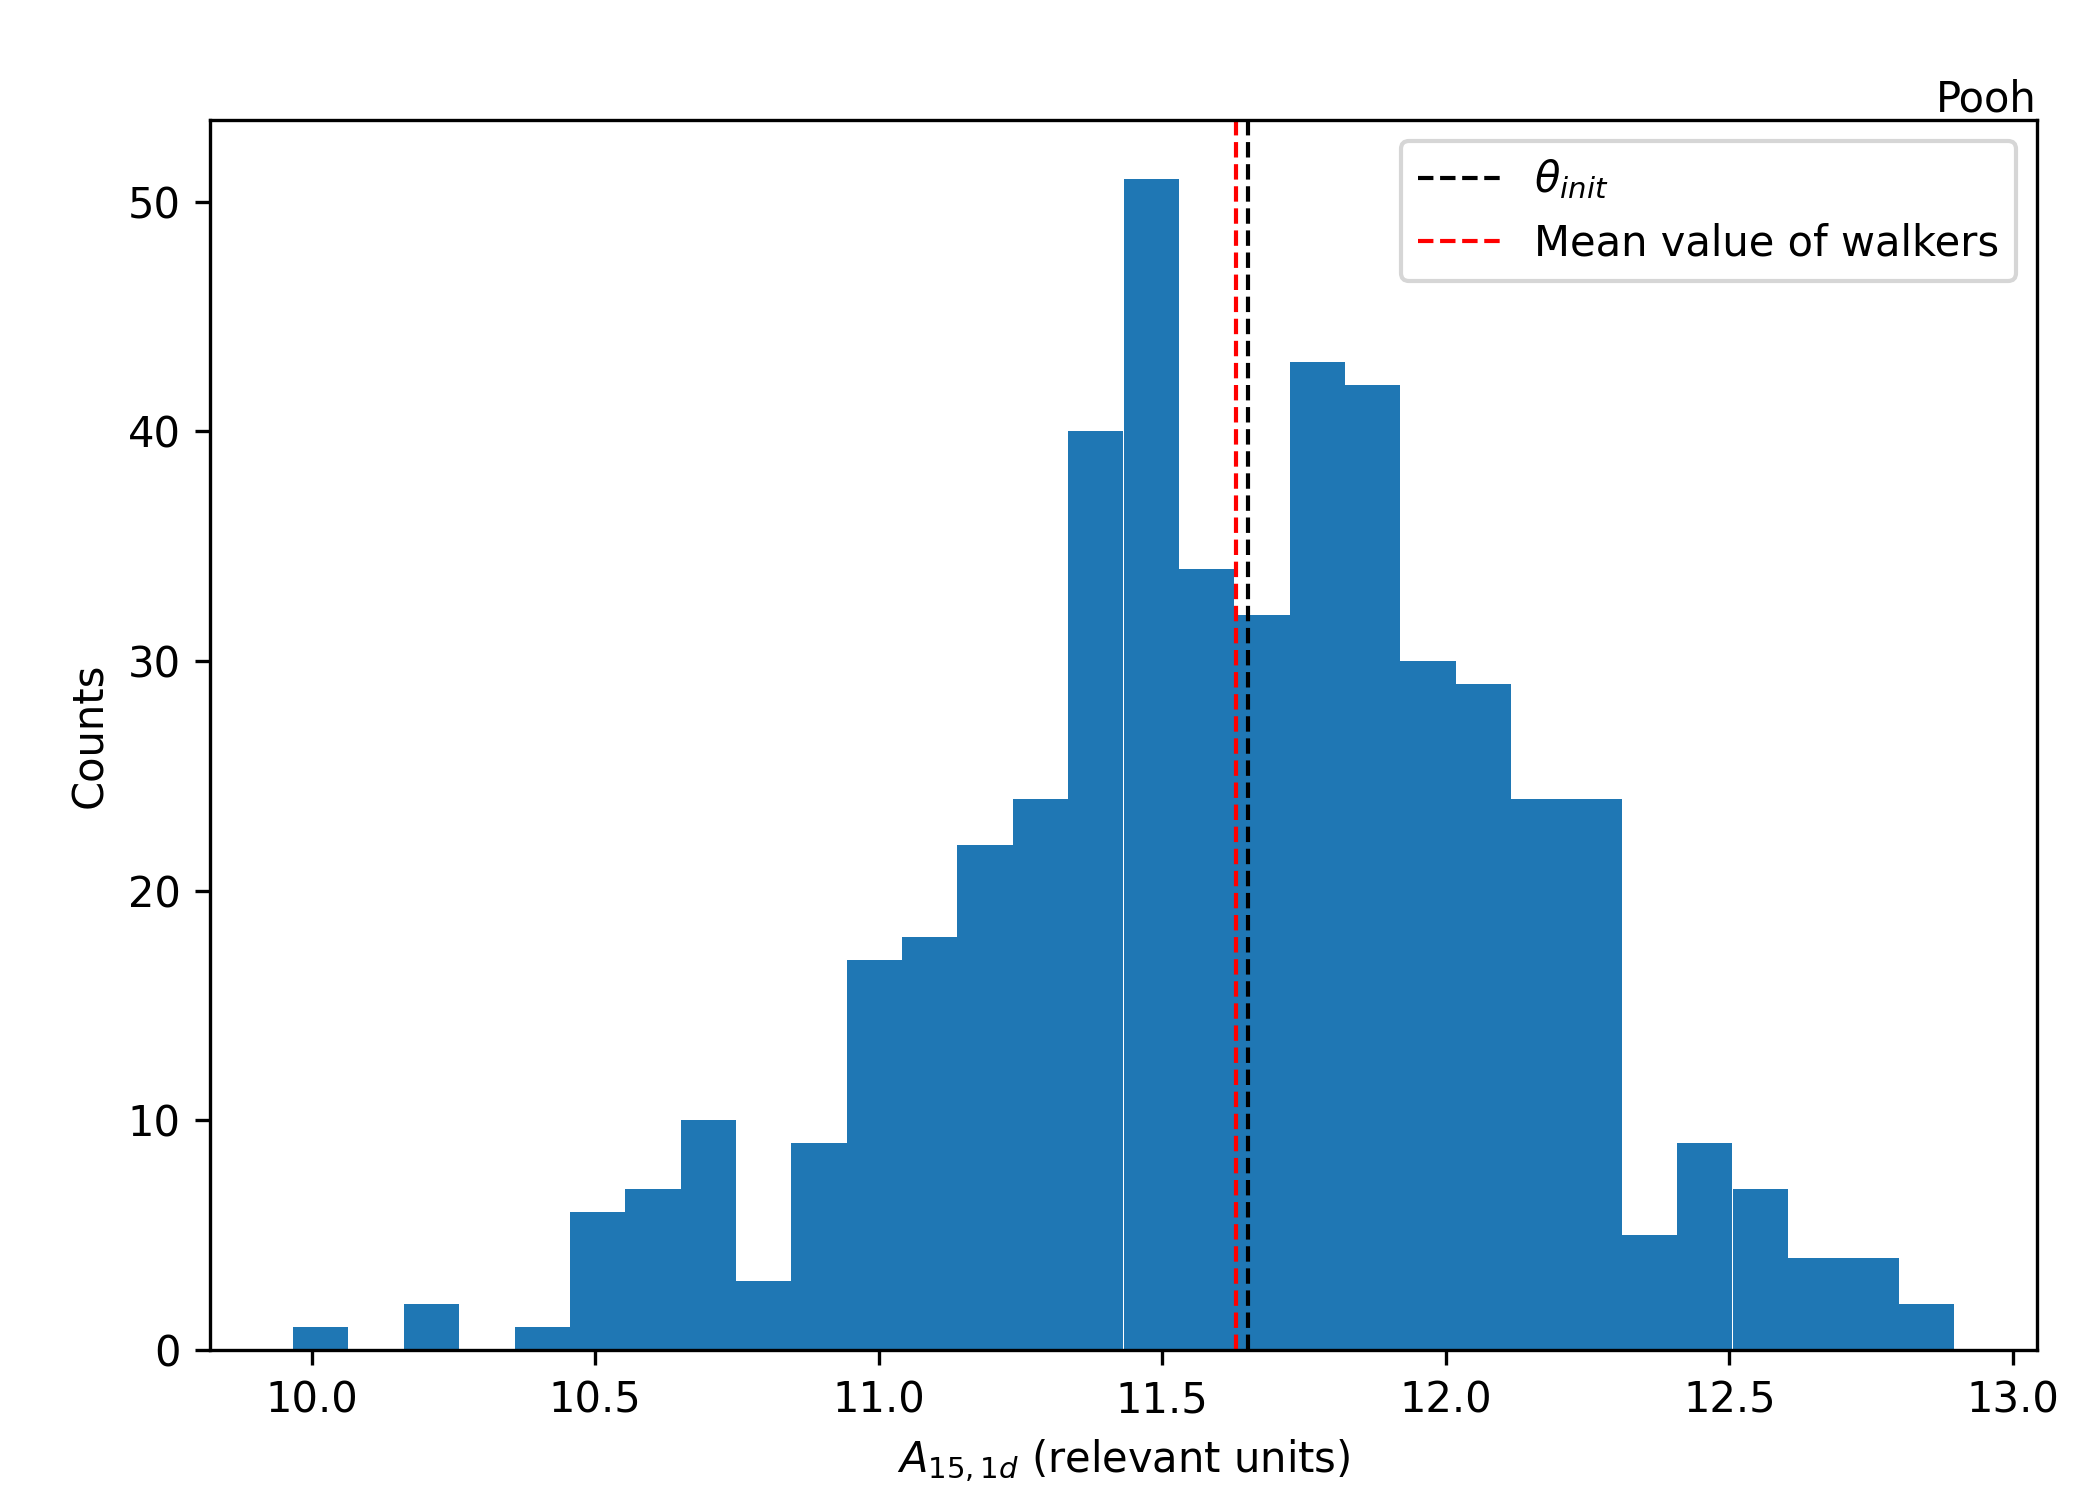 Pooh
θinit
Mean value of walkers
50
40
30
20
10
0
Counts
10.0 10.5 11.0 11.5 12.0 12.5 13.0
A15, 1d (relevant units)